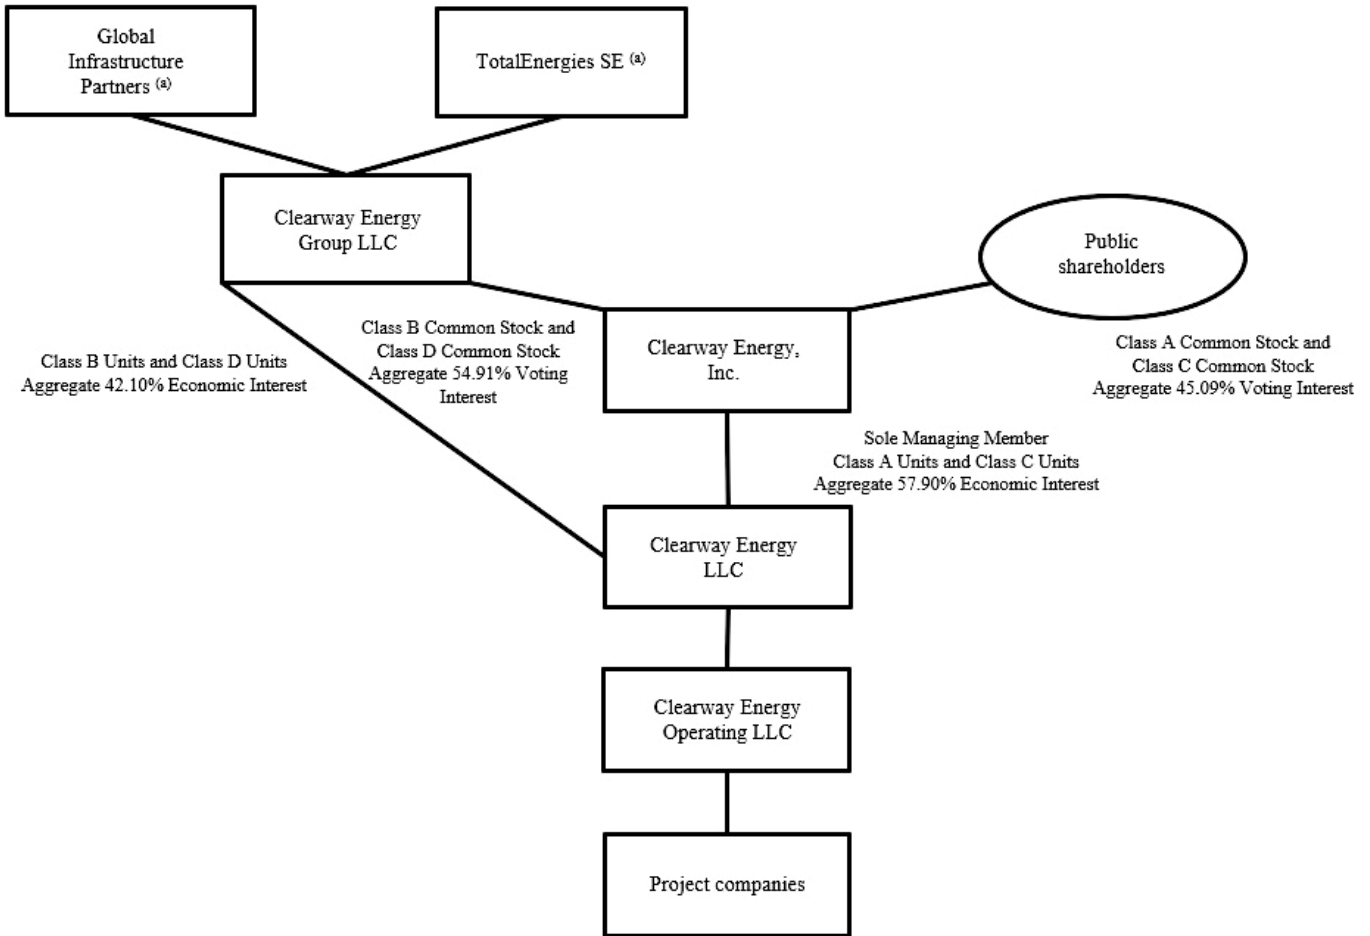 Global
Infrastructure
Partners (a)
TotalEnergies SE (a)
Clearway Energy
Group LLC
Public
shareholders
Class B Common Stock and
Class D Common Stock
Aggregate 54.91% Voting
Interest
Class B Units and Class D Units
Aggregate 42.10% Economic Interest
Clearway Energy,
Inc.
Class A Common Stock and
Class C Common Stock
Aggregate 45.09% Voting Interest
Sole Managing Member
Class A Units and Class C Units
Aggregate 57.90% Economic Interest
Clearway Energy
LLC
Clearway Energy
Operating LLC
Project companies